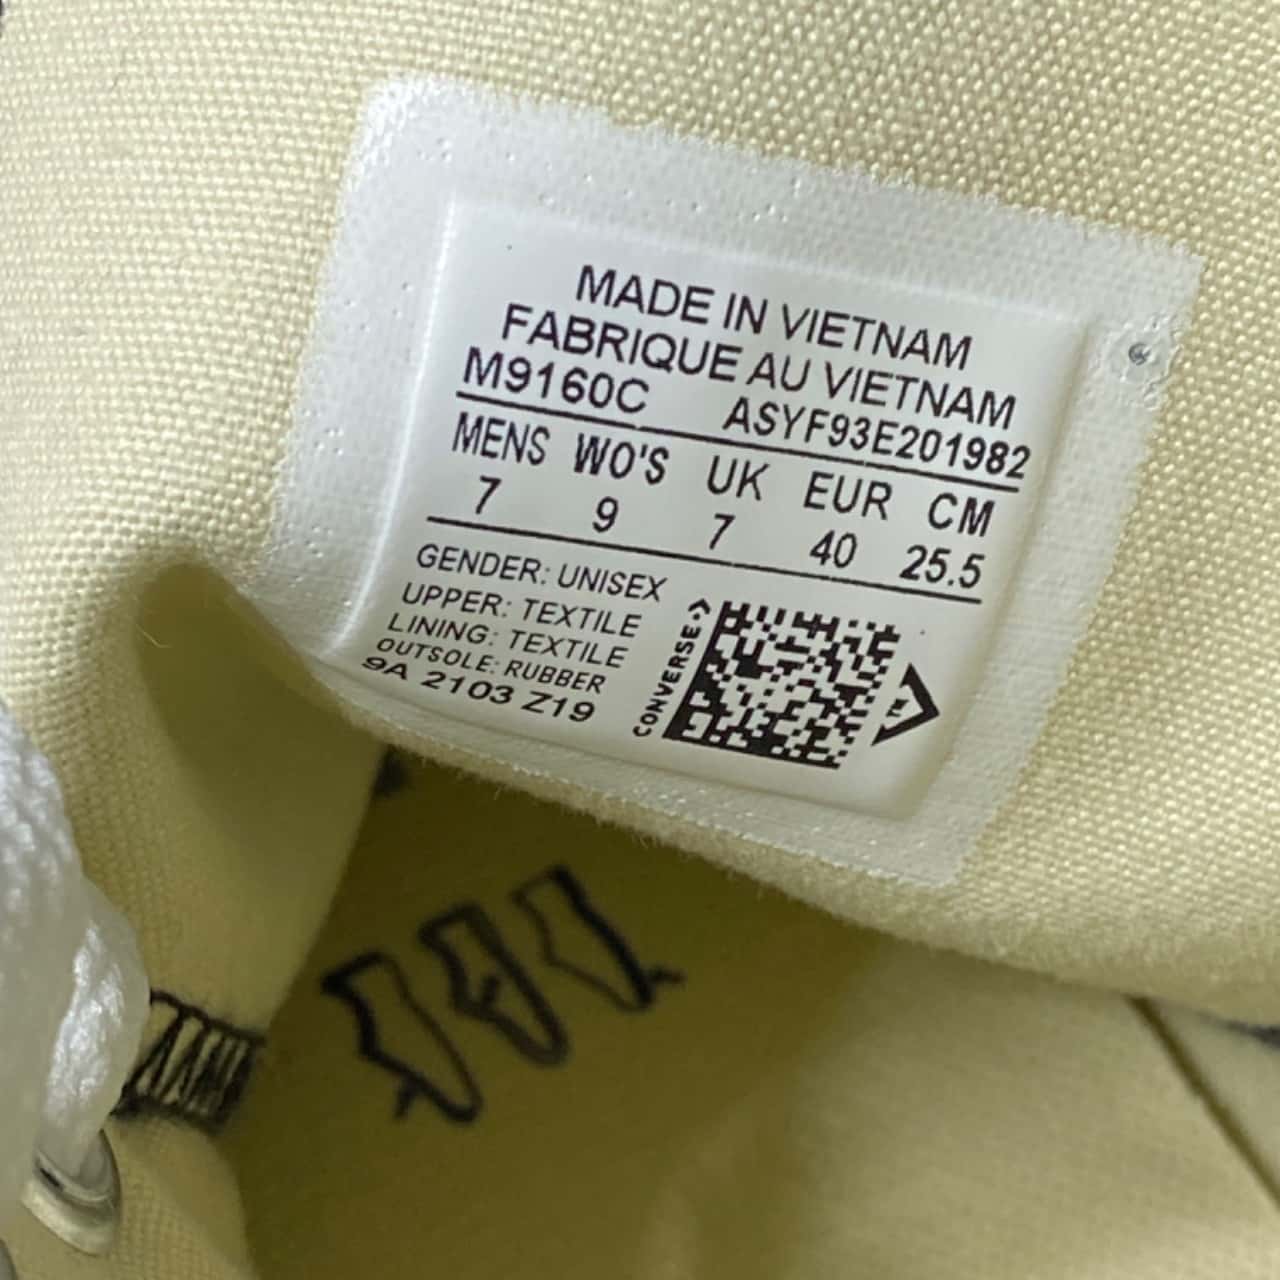 MADE IN VIETNAM
FABRIQUE AU VIETNAM
M9160C ASYF93E201982
MENS WO'S UK EUR CM
7 9 7 40 25.5
GENDER: UNISEX
UPPER: TEXTILE
LINING: TEXTILE
OUTSOLE: RUBBER
9A 2103 Z19
CONVERSE
TM